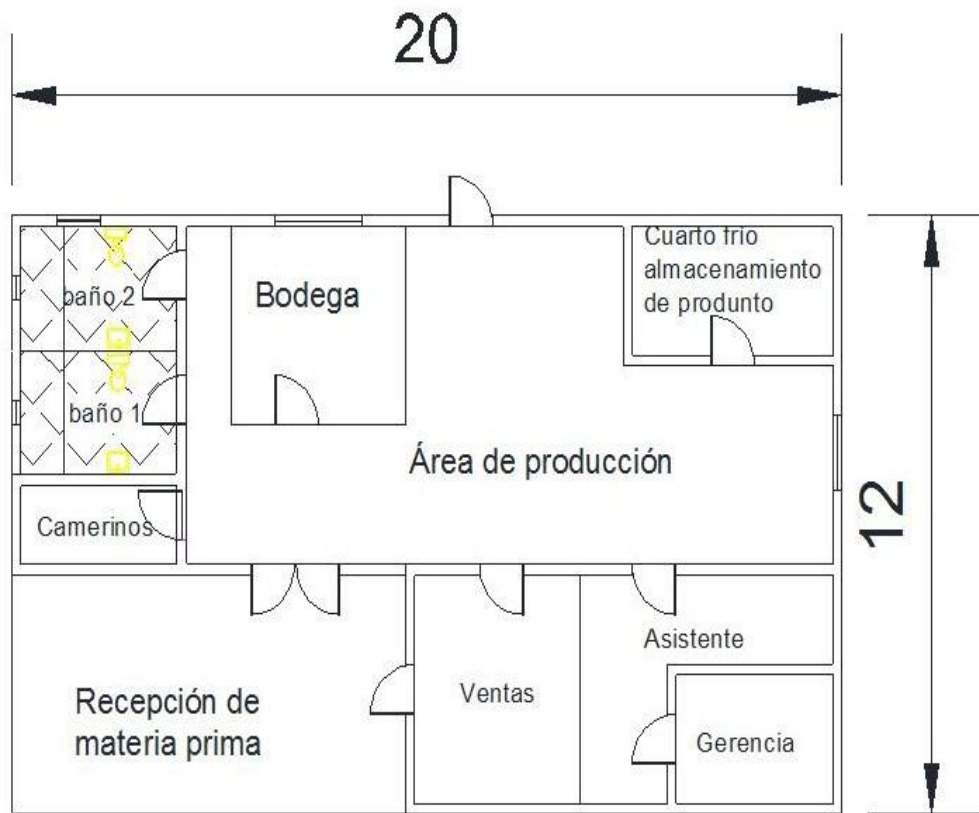 20
Cuarto frío
almacenamiento
de produnto
baño 2
Bodega
baño 1
Área de producción
12
Camerinos
Asistente
Recepción de
materia prima
Ventas
Gerencia